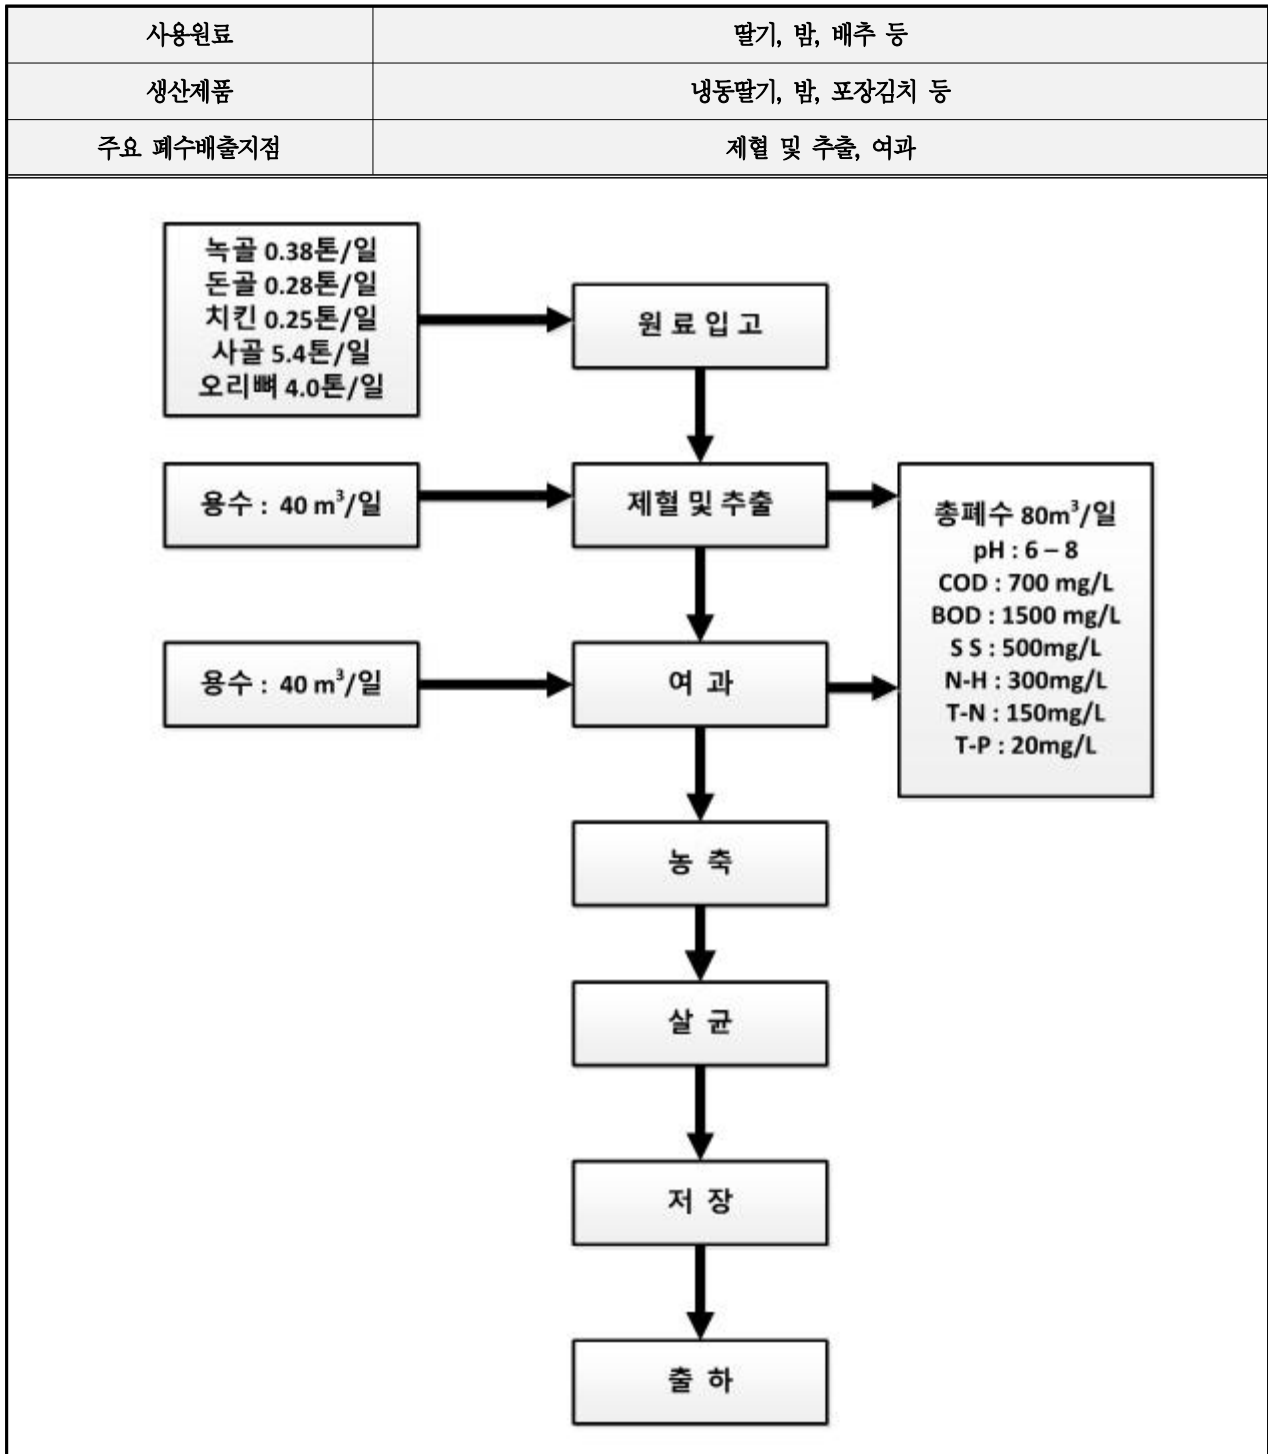 사용원료 딸기, 밤, 배추 등
생산제품 냉동딸기, 밤, 포장김치 등
주요 폐수배출지점 제혈 및 추출, 여과
녹골 0.38톤/일
돈골 0.28톤/일
치킨 0.25톤/일
사골 5.4톤/일
오리뼈 4.0톤/일
원 료 입 고
용수 : 40 m³/일
제혈 및 추출
총폐수 80m³/일
pH : 6 – 8
COD : 700 mg/L
BOD : 1500 mg/L
S S : 500mg/L
N-H : 300mg/L
T-N : 150mg/L
T-P : 20mg/L
용수 : 40 m³/일
여 과
농 축
살 균
저 장
출 하